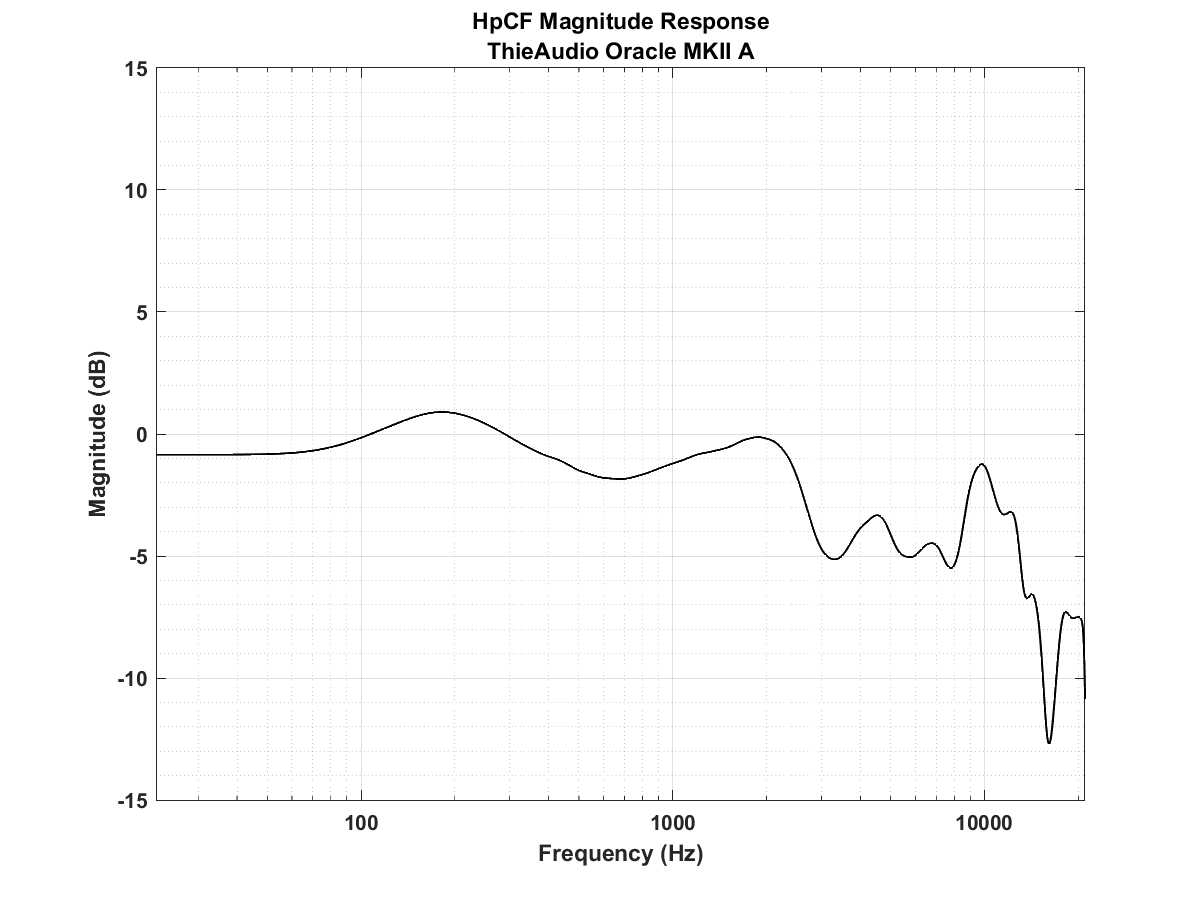 HpCF Magnitude Response
ThieAudio Oracle MKII A
15
10
5
0
-5
-10
-15
Magnitude (dB)
100
1000
10000
Frequency (Hz)